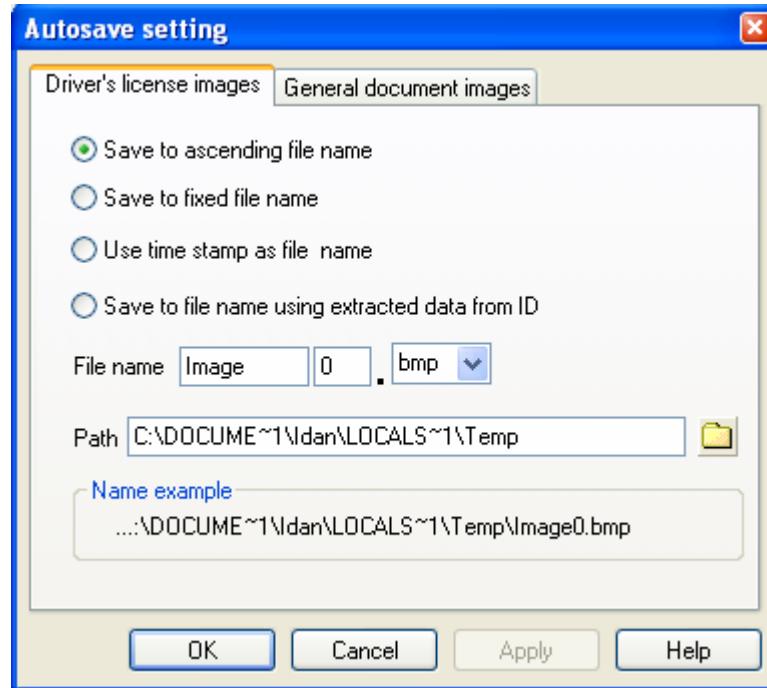 Autosave setting
Driver's license images General document images
Save to ascending file name
Save to fixed file name
Use time stamp as file name
Save to file name using extracted data from ID
File name Image 0 . bmp
Path C:\DOCUME~1\Idan\LOCALS~1\Temp
Name example
...:\DOCUME~1\Idan\LOCALS~1\Temp\Image0.bmp
OK Cancel Apply Help